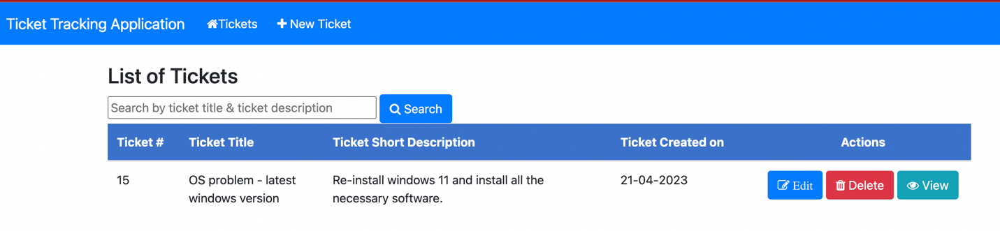 Ticket Tracking Application Tickets New Ticket
List of Tickets
Search by ticket title & ticket description Search
Ticket # Ticket Title Ticket Short Description Ticket Created on Actions
15 OS problem - latest Re-install windows 11 and install all the 21-04-2023 Edit Delete View
windows version necessary software.